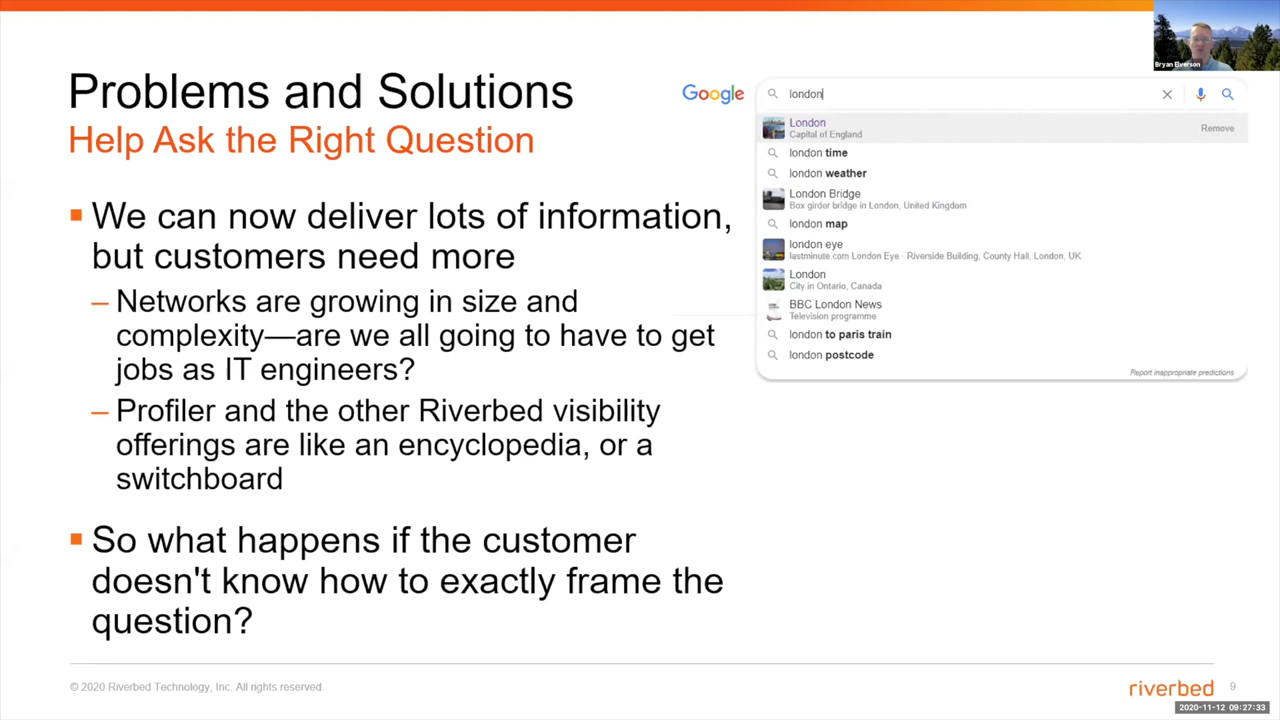 Bryan Elverson
Problems and Solutions
Help Ask the Right Question
We can now deliver lots of information,
but customers need more
– Networks are growing in size and
complexity—are we all going to have to get
jobs as IT engineers?
– Profiler and the other Riverbed visibility
offerings are like an encyclopedia, or a
switchboard
So what happens if the customer
doesn't know how to exactly frame the
question?
Google
london
London
Capital of England
Remove
london time
london weather
London Bridge
Box girder bridge in London, United Kingdom
london map
london eye
lastminute.com London Eye · Riverside Building, County Hall, London, UK
London
City in Ontario, Canada
BBC London News
Television programme
london to paris train
london postcode
Report inappropriate predictions
© 2020 Riverbed Technology, Inc. All rights reserved.
riverbed
9
2020-11-12 09:27:33